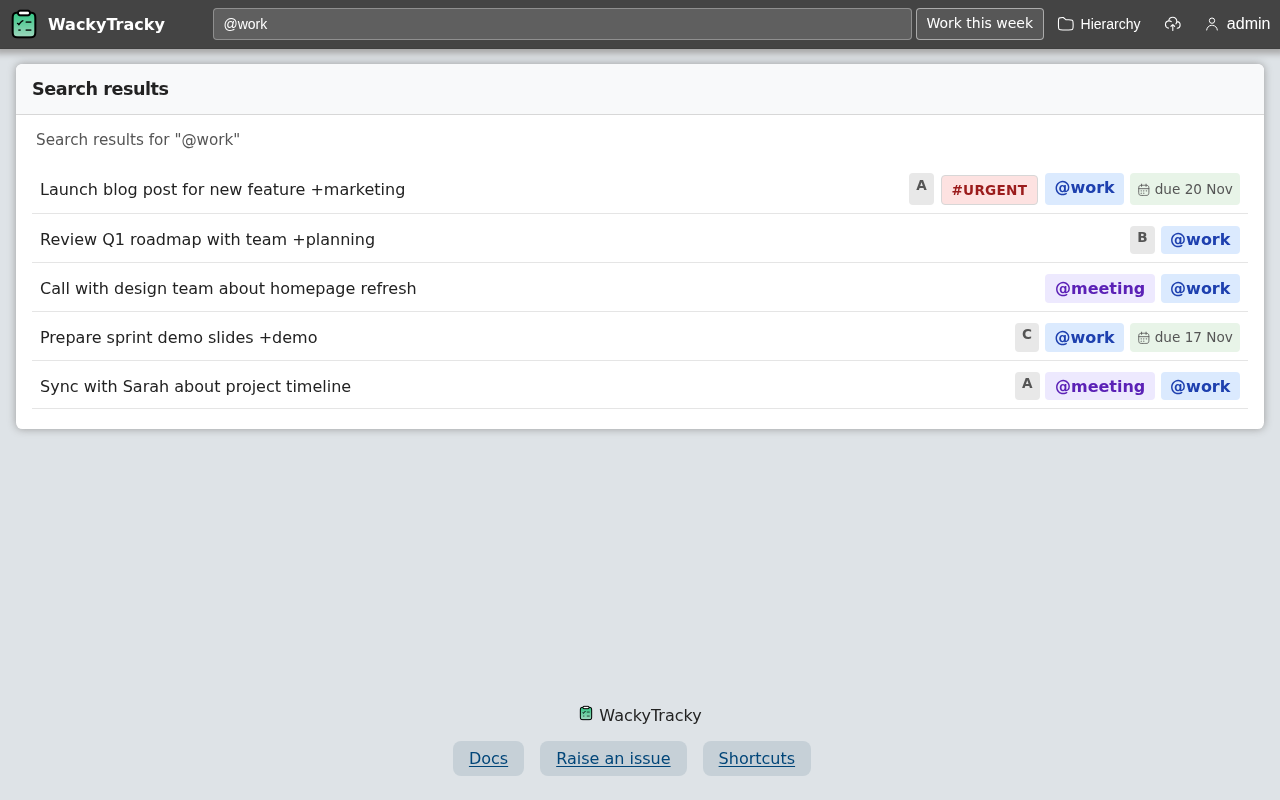 WackyTracky @work Work this week Hierarchy admin
Search results
Search results for "@work"
Launch blog post for new feature +marketing A #URGENT @work due 20 Nov
Review Q1 roadmap with team +planning B @work
Call with design team about homepage refresh @meeting @work
Prepare sprint demo slides +demo C @work due 17 Nov
Sync with Sarah about project timeline A @meeting @work
WackyTracky
Docs Raise an issue Shortcuts